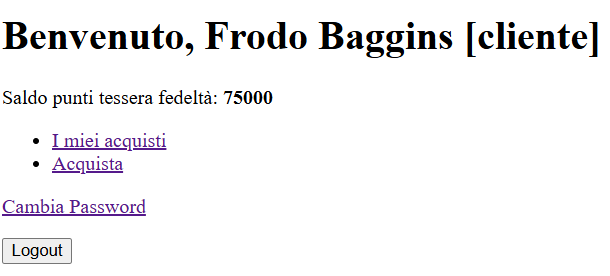 Benvenuto, Frodo Baggins [cliente]
Saldo punti tessera fedeltà: 75000
I miei acquisti
Acquista
Cambia Password
Logout